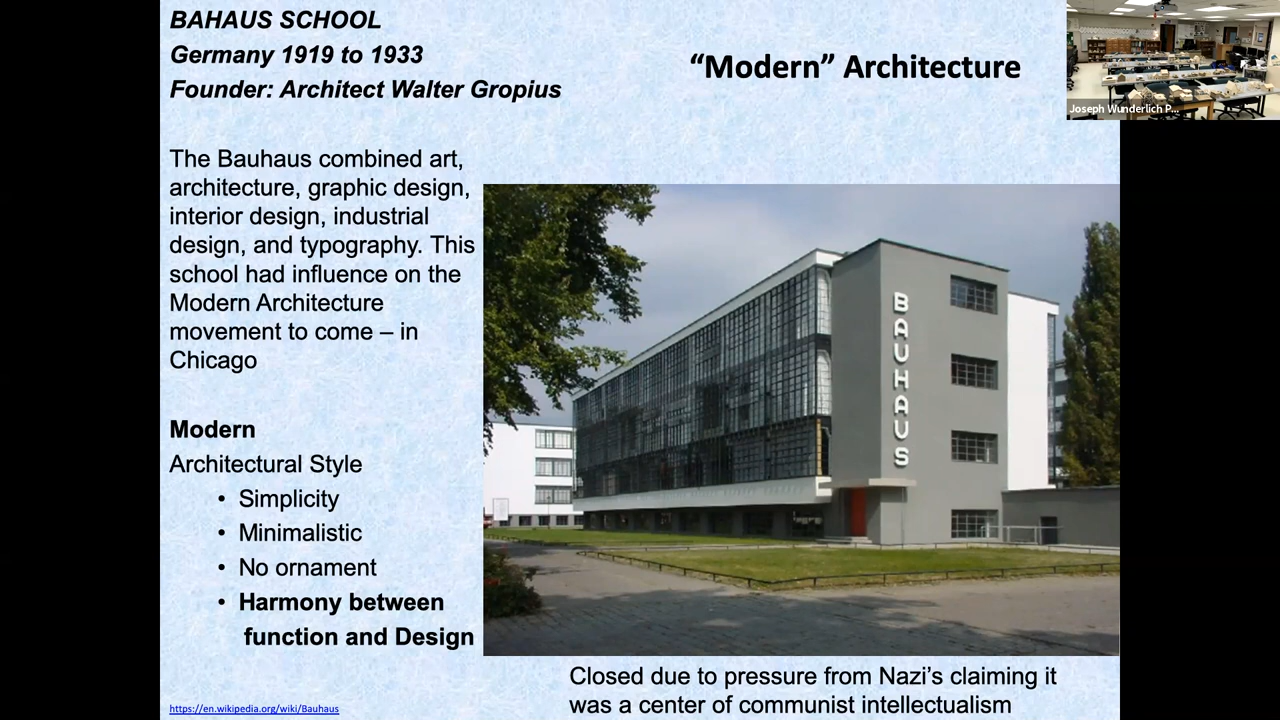 BAHAUS SCHOOL
Germany 1919 to 1933
Founder: Architect Walter Gropius
“Modern” Architecture
Joseph Wunderlich P...
The Bauhaus combined art,
architecture, graphic design,
interior design, industrial
design, and typography. This
school had influence on the
Modern Architecture
movement to come – in
Chicago
BAUHAUS
Modern
Architectural Style
• Simplicity
• Minimalistic
• No ornament
• Harmony between
function and Design
Closed due to pressure from Nazi’s claiming it
was a center of communist intellectualism
https://en.wikipedia.org/wiki/Bauhaus